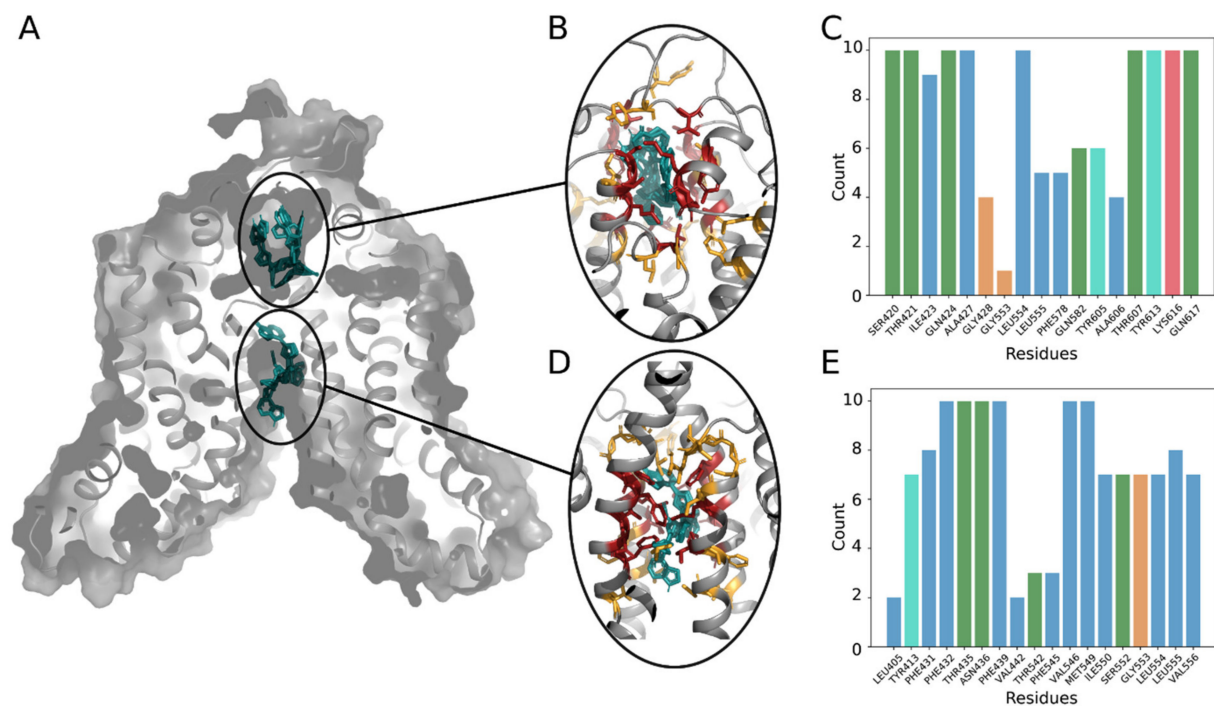 A
B
C
10
8
6
4
2
0
Count
SER420
THR421
ILE423
GLN424
ALA427
GLY428
GLY553
LEU554
LEU555
PHE578
GLN582
TYR605
ALA606
THR607
TYR613
LYS616
GLN617
Residues
D
E
10
8
6
4
2
0
Count
LEU405
TYR413
PHE431
PHE432
THR435
ASN436
PHE439
VAL442
THR542
PHE545
VAL546
MET549
ILE550
SER552
GLY553
LEU554
LEU555
VAL556
Residues